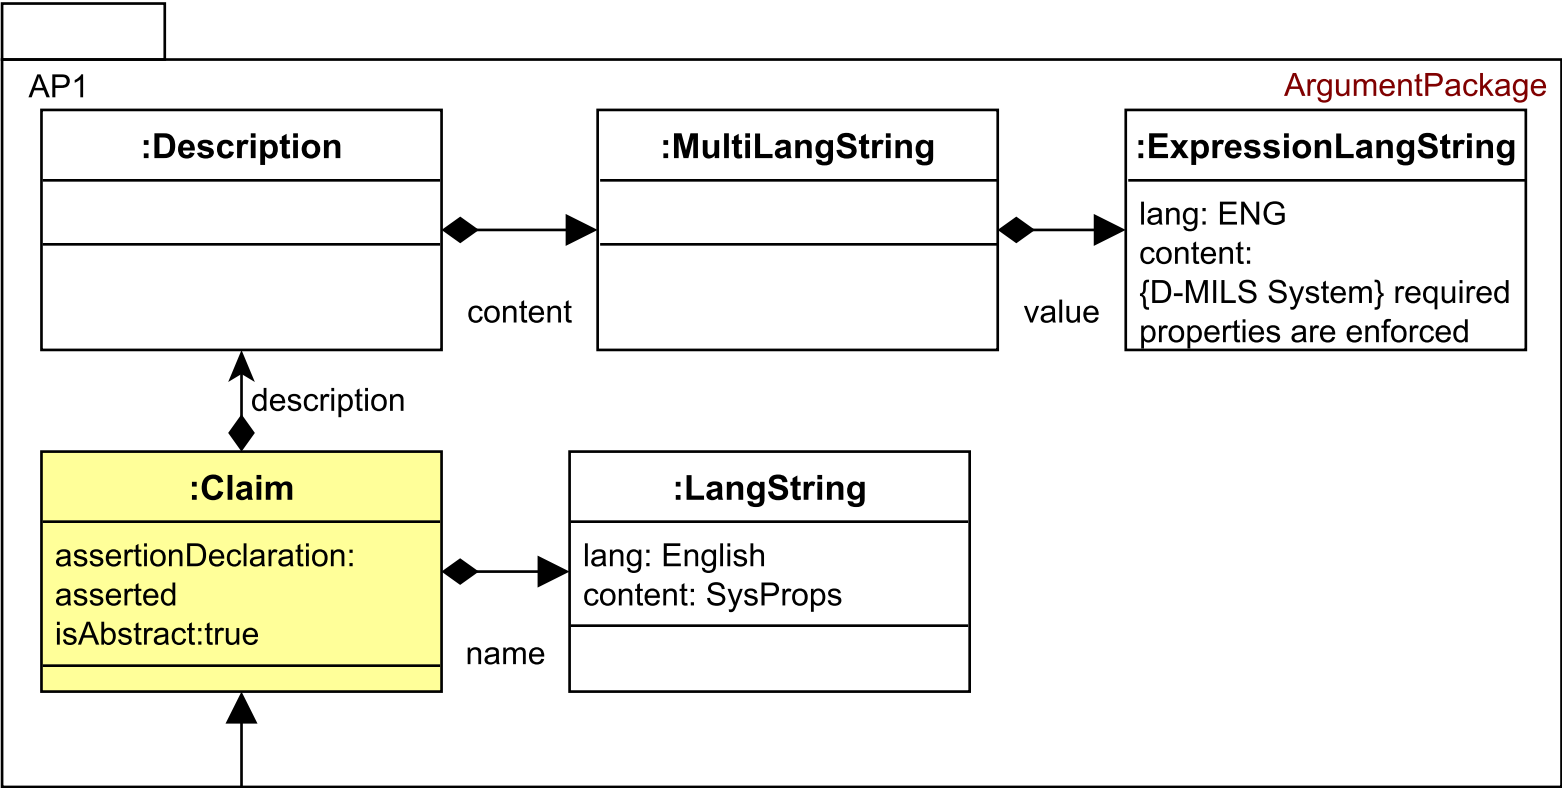 AP1
ArgumentPackage
:Description
:MultiLangString
:ExpressionLangString
lang: ENG
content:
{D-MILS System} required
properties are enforced
content
value
description
:Claim
assertionDeclaration:
asserted
isAbstract:true
name
:LangString
lang: English
content: SysProps